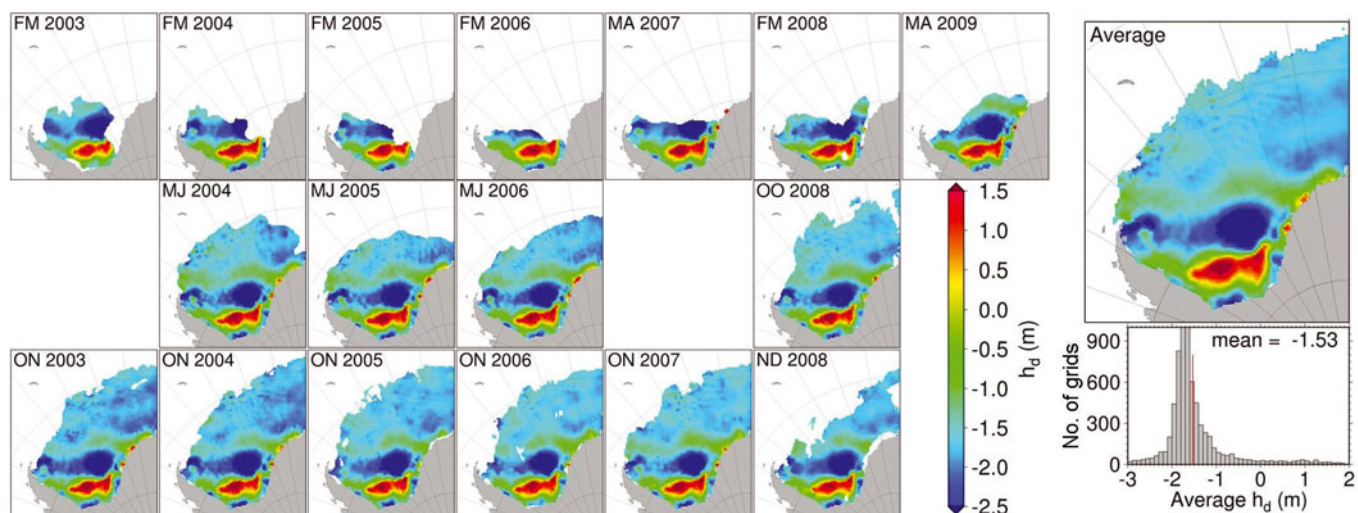 FM 2003
FM 2004
FM 2005
FM 2006
MA 2007
FM 2008
MA 2009
Average
MJ 2004
MJ 2005
MJ 2006
OO 2008
ON 2003
ON 2004
ON 2005
ON 2006
ON 2007
ND 2008
1.5
1.0
0.5
0.0
-0.5
-1.0
-1.5
-2.0
-2.5
h_d (m)
mean = -1.53
900
600
300
0
No. of grids
-3 -2 -1 0 1 2
Average h_d (m)